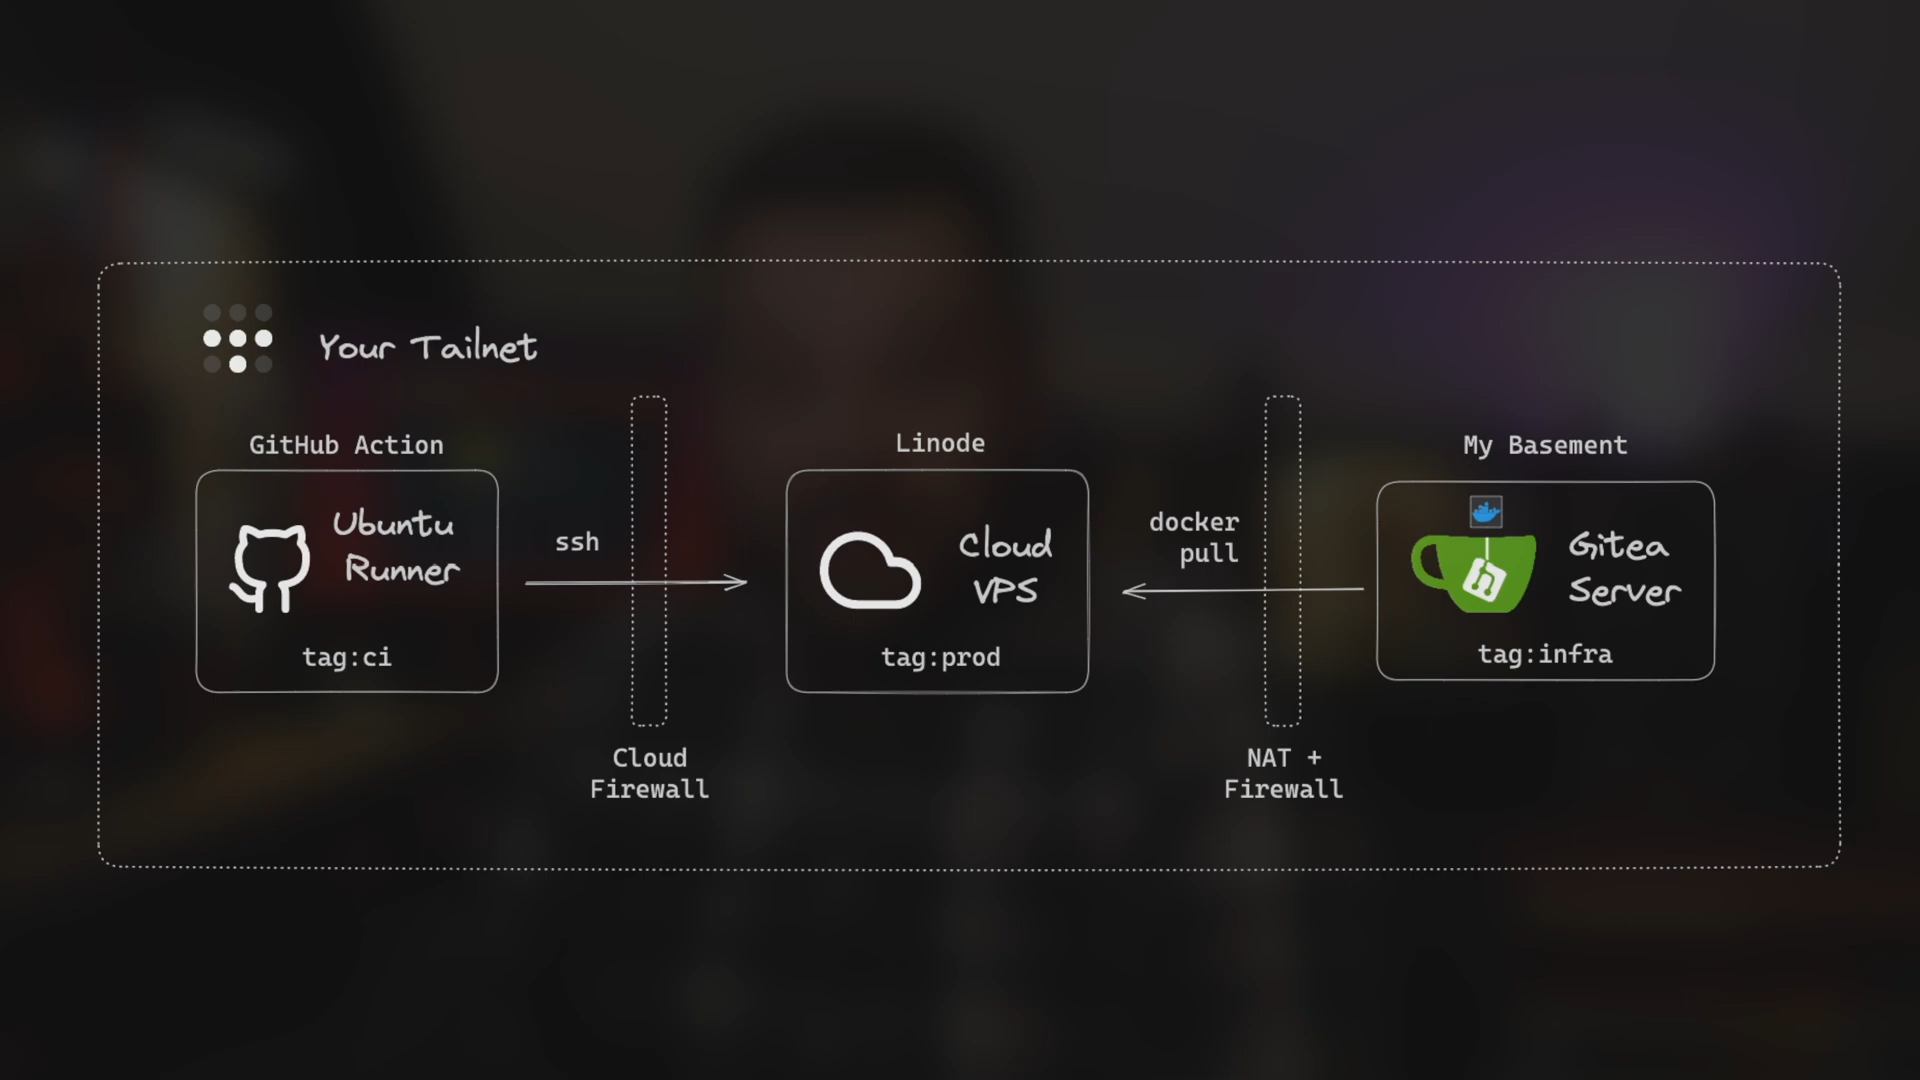 Your Tailnet
GitHub Action
Ubuntu
Runner
tag:ci
ssh
Cloud
Firewall
Linode
Cloud
VPS
tag:prod
docker
pull
NAT +
Firewall
My Basement
Gitea
Server
tag:infra